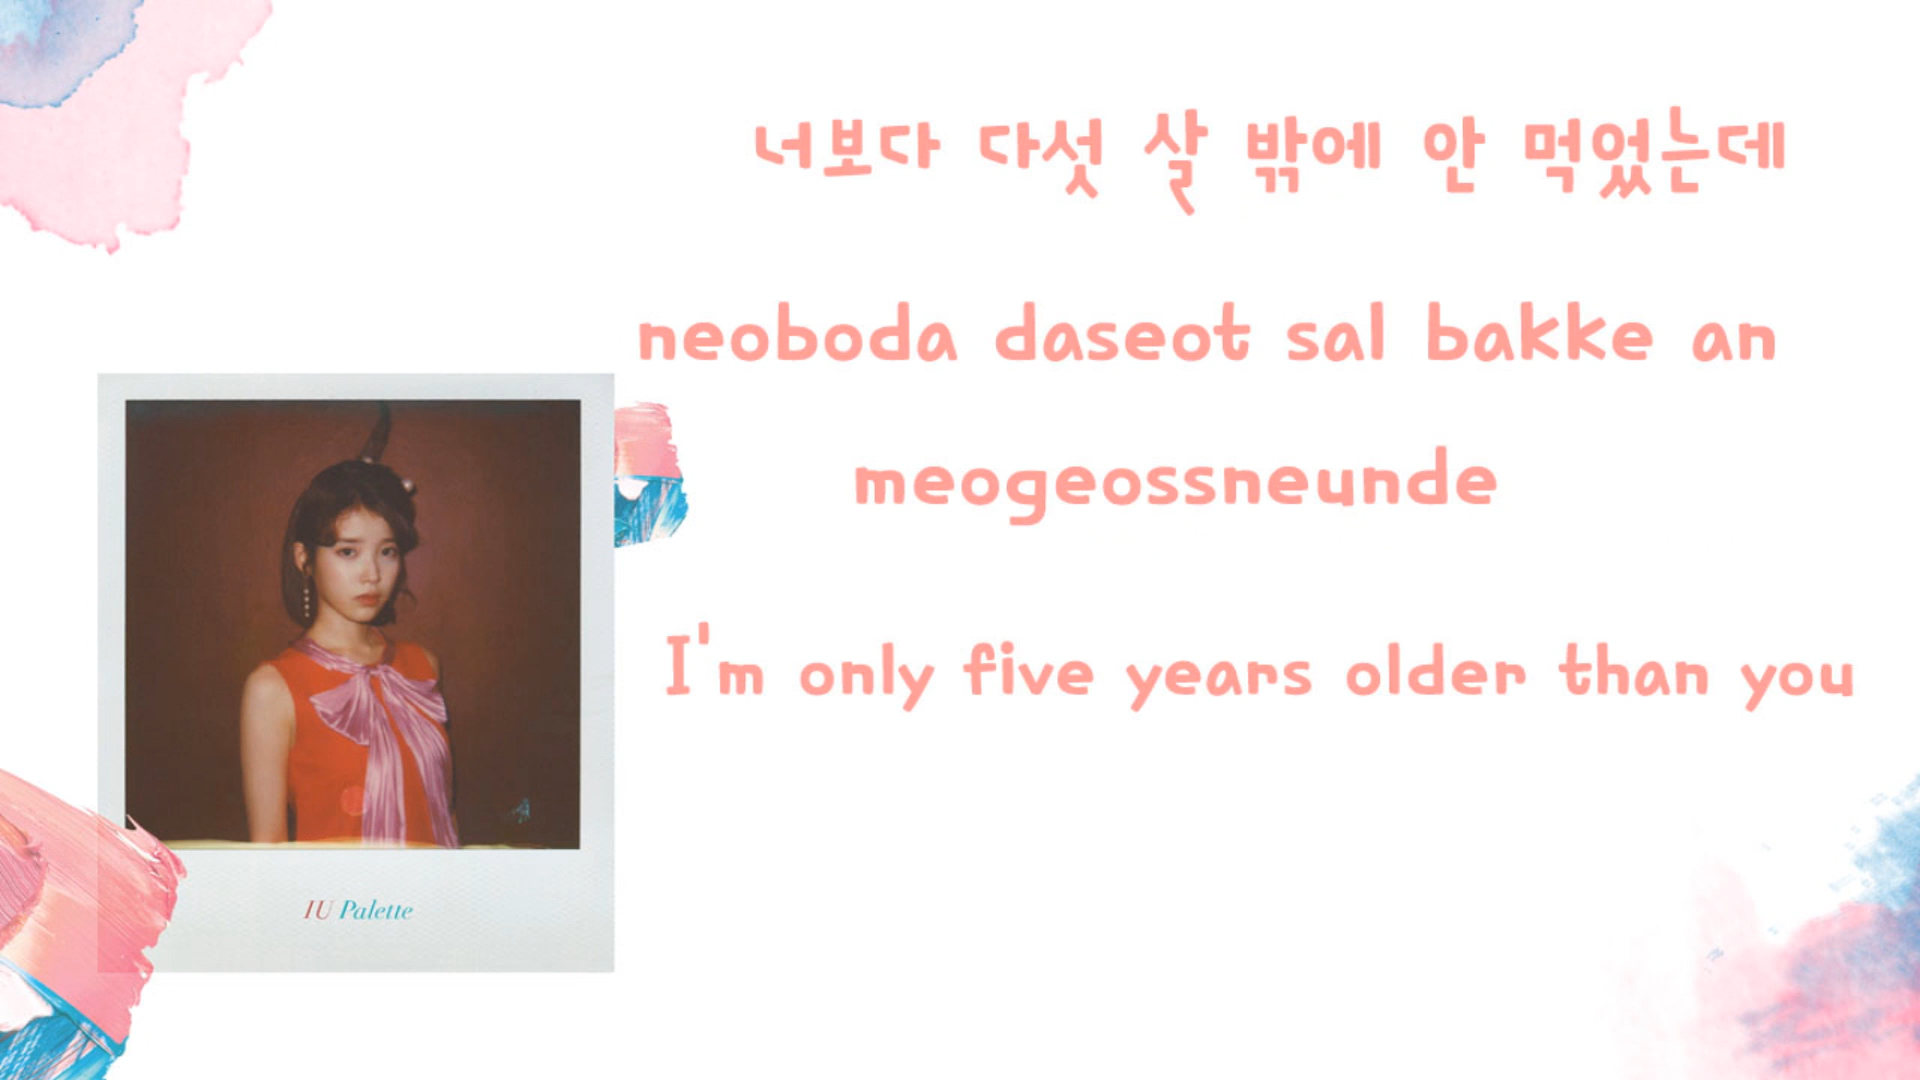 너보다 다섯 살 밖에 안 먹었는데
neoboda daseot sal bakke an
meogeossneunde
I'm only five years older than you
IU Palette